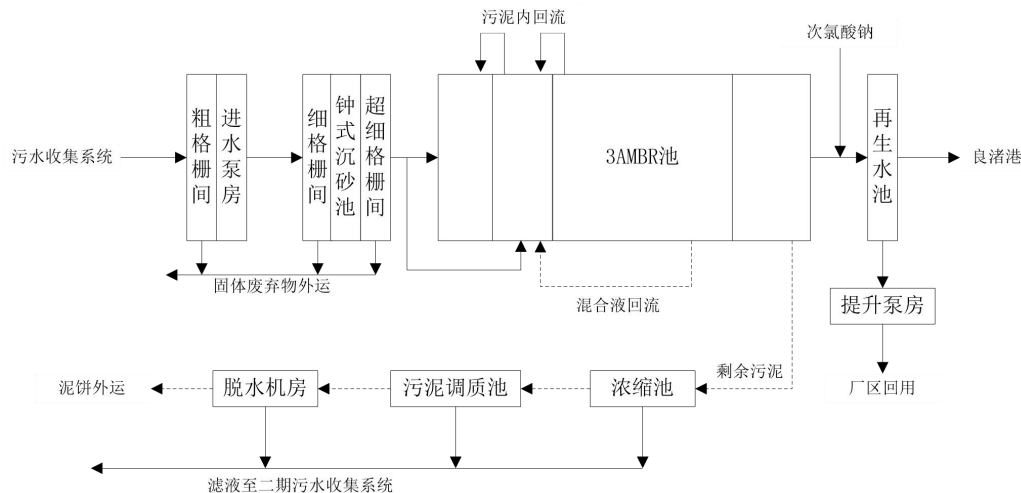 污泥内回流
次氯酸钠
污水收集系统
粗格栅间
进水泵房
细格栅间
钟式沉砂池
超细格栅间
3AMBR池
再生水池
良渚港
固体废弃物外运
混合液回流
提升泵房
剩余污泥
泥饼外运
脱水机房
污泥调质池
浓缩池
厂区回用
滤液至二期污水收集系统